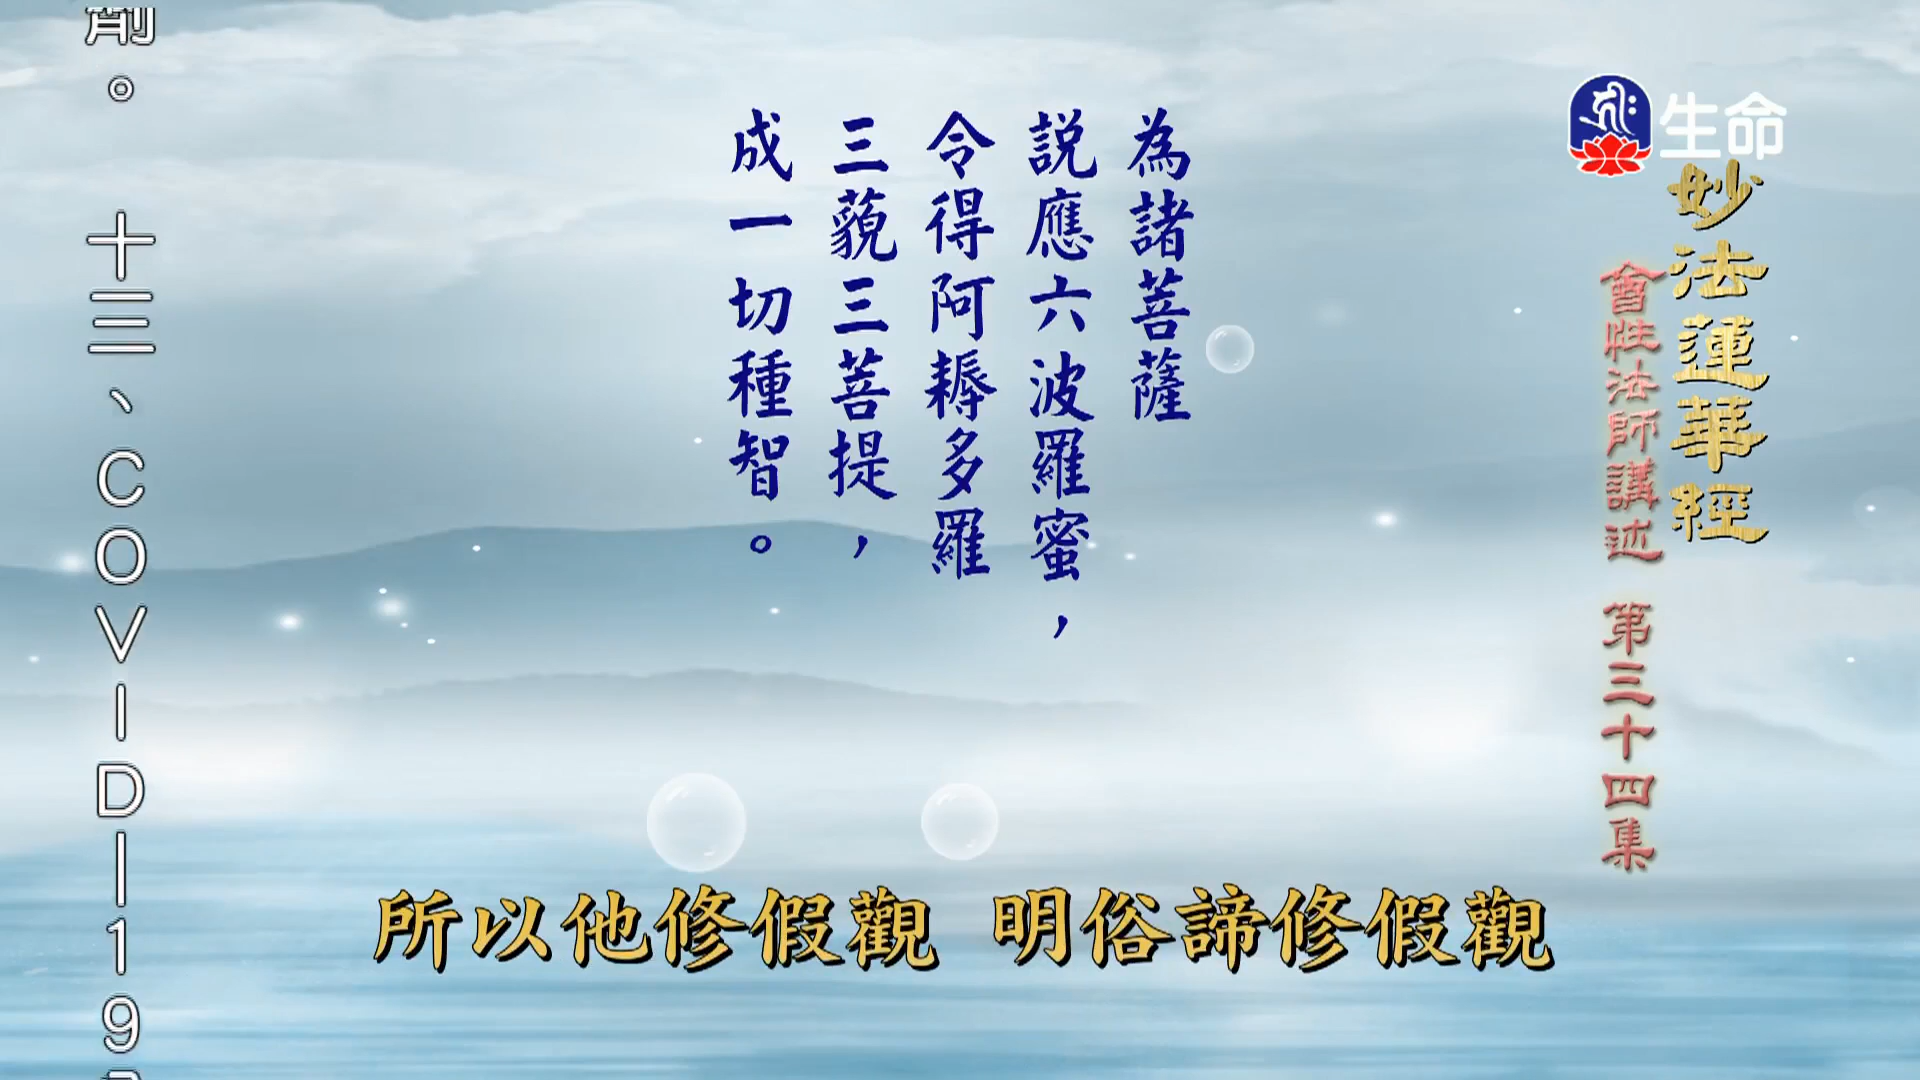 生命
妙法蓮華經
會性法師講述 第三十四集
為諸菩薩
説應六波羅蜜，
令得阿耨多羅
三藐三菩提，
成一切種智。
削。 十三、COVID-19
所以他修假觀 明俗諦修假觀